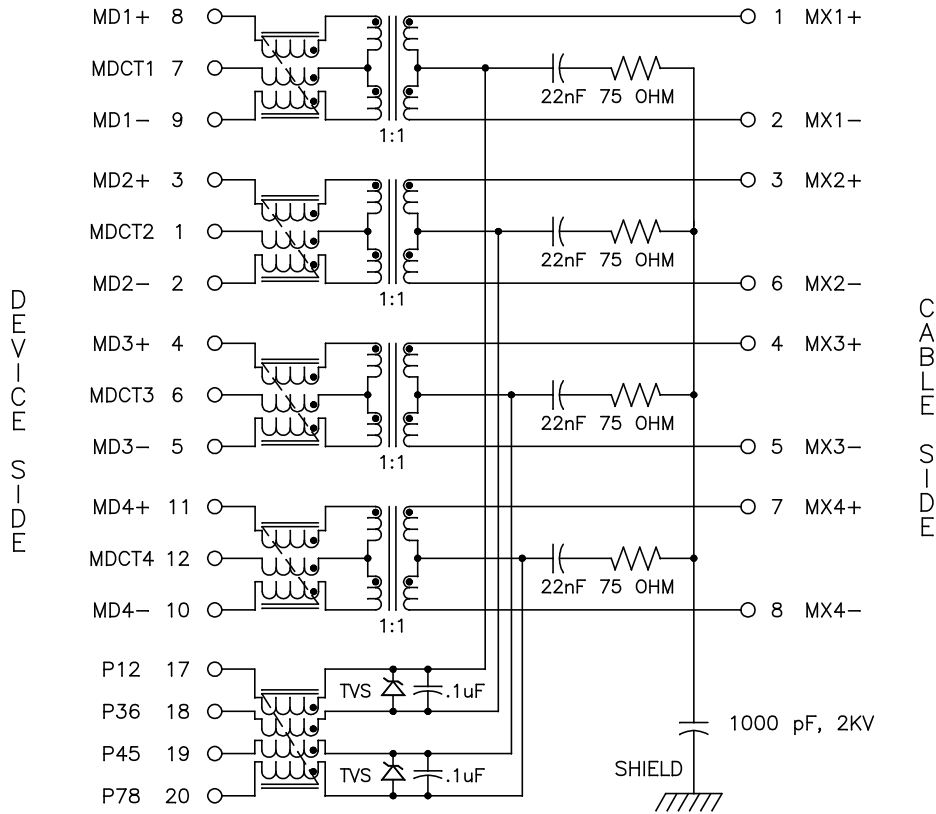 MD1+ 8 1 MX1+
MDCT1 7
22nF 75 OHM
MD1- 9 2 MX1-
1:1
MD2+ 3 3 MX2+
MDCT2 1
22nF 75 OHM
MD2- 2 6 MX2-
1:1
DEVICE SIDE
CABLE SIDE
MD3+ 4 4 MX3+
MDCT3 6
22nF 75 OHM
MD3- 5 5 MX3-
1:1
MD4+ 11 7 MX4+
MDCT4 12
22nF 75 OHM
MD4- 10 8 MX4-
1:1
P12 17
TVS .1uF
P36 18
1000 pF, 2KV
P45 19
SHIELD
TVS .1uF
P78 20